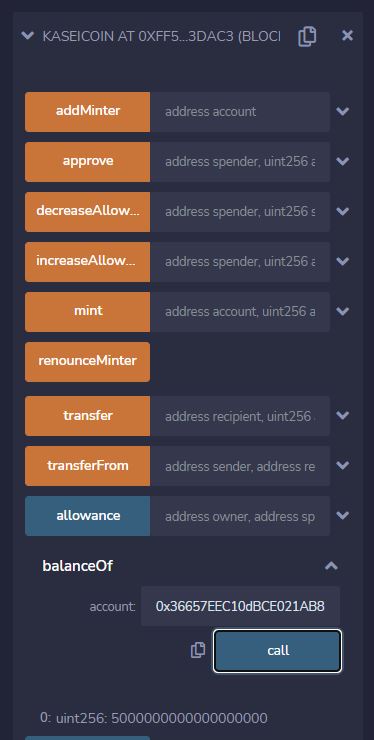 KASEICOIN AT 0XFF5...3DAC3 (BLOCI
addMinter address account
approve address spender, uint256 a
decreaseAllow... address spender, uint256 s
increaseAllow... address spender, uint256 a
mint address account, uint256 a
renounceMinter
transfer address recipient, uint256
transferFrom address sender, address re
allowance address owner, address sp
balanceOf
account: 0x36657EEC10dBCE021AB8
call
0: uint256: 5000000000000000000